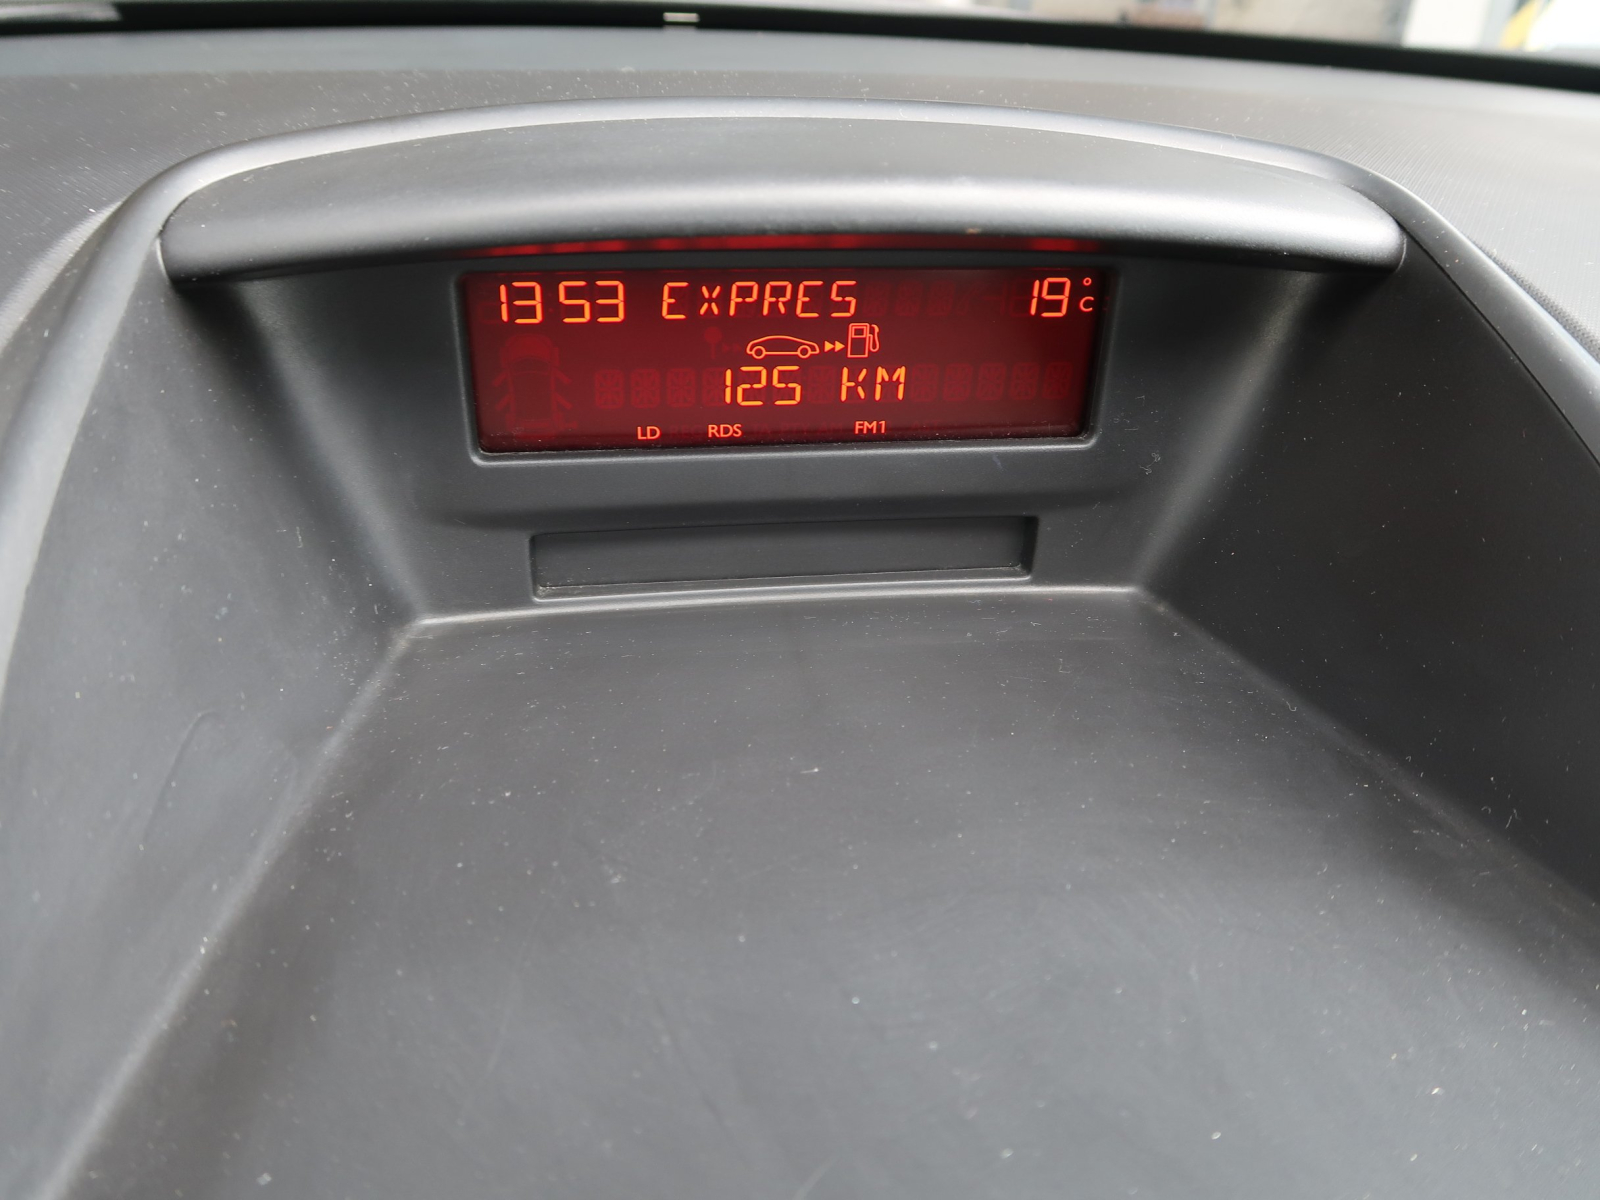 13 53 EXPRES 19 °C
125 KM
LD RDS FM1